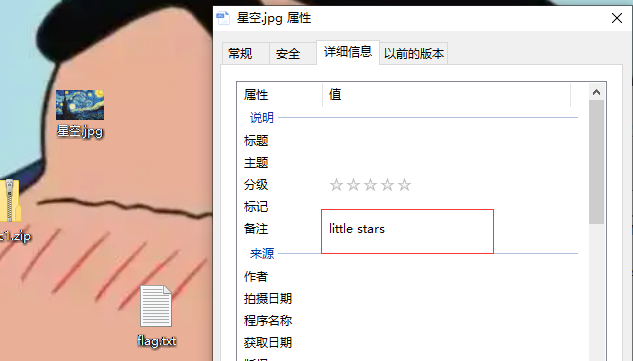 星空.jpg 属性
常规
安全
详细信息
以前的版本
属性
值
说明
标题
主题
分级
标记
备注
little stars
来源
作者
拍摄日期
程序名称
获取日期
星空.jpg
1.zip
flag.txt